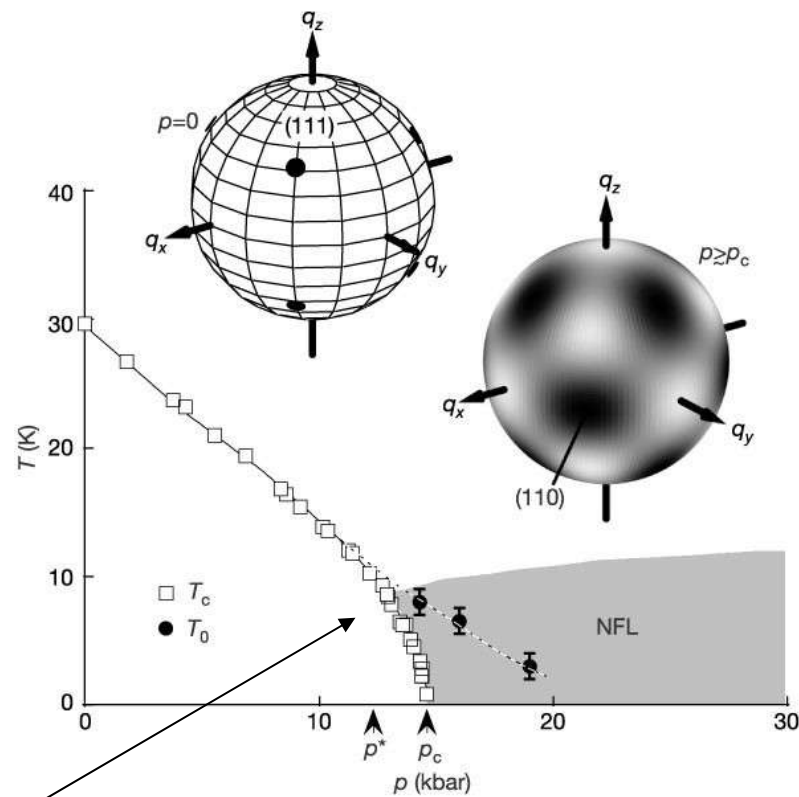 q_z
p=0
(111)
q_x
q_y
q_z
p≳p_c
q_x
q_y
(110)
40
30
20
10
0
T (K)
T_c
T_0
NFL
0
10
20
30
p*
p_c
p (kbar)